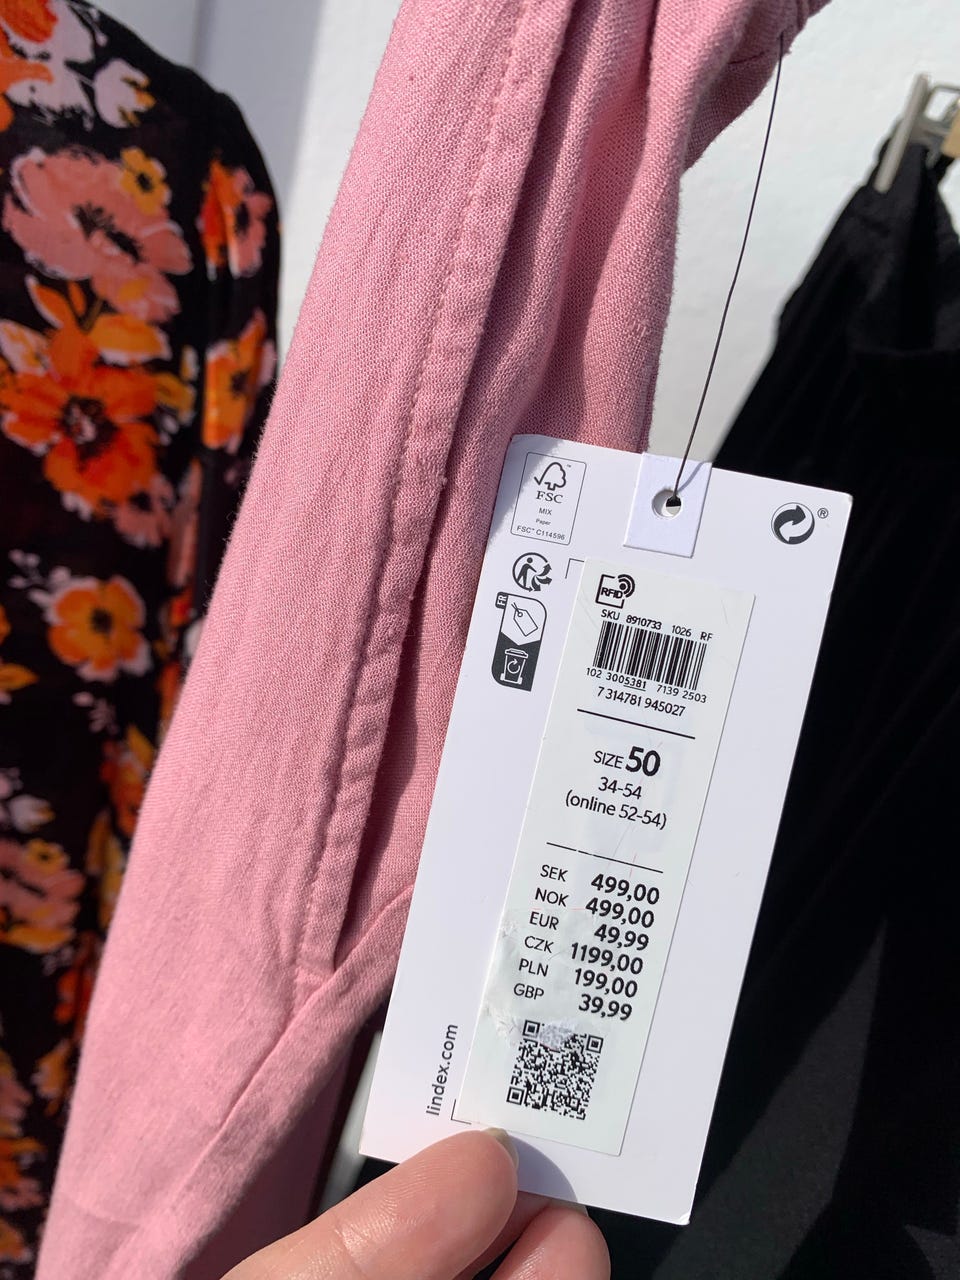 FSC™
MIX
Paper
FSC™ C114596
®
FR
RFID
SKU 8910733 1026 RF
102 3005381 7139 2503
7 314781 945027
SIZE 50
34-54
(online 52-54)
SEK 499,00
NOK 499,00
EUR 49,99
CZK 1199,00
PLN 199,00
GBP 39,99
lindex.com